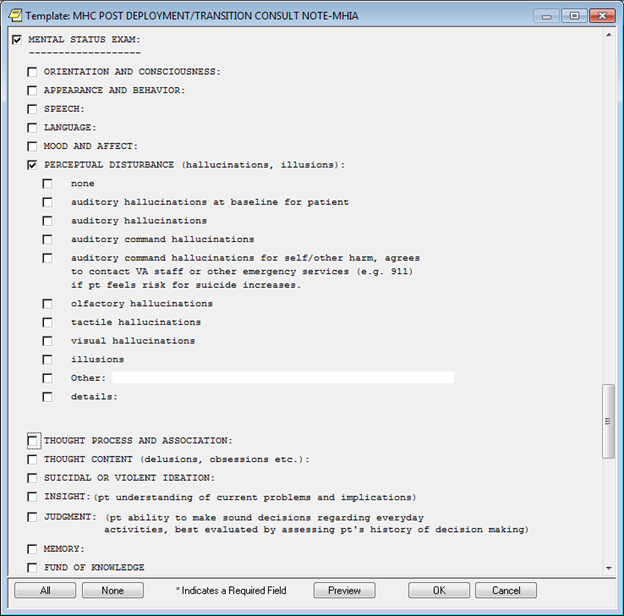 Template: MHC POST DEPLOYMENT/TRANSITION CONSULT NOTE-MHIA
MENTAL STATUS EXAM:
-------------------
ORIENTATION AND CONSCIOUSNESS:
APPEARANCE AND BEHAVIOR:
SPEECH:
LANGUAGE:
MOOD AND AFFECT:
PERCEPTUAL DISTURBANCE (hallucinations, illusions):
none
auditory hallucinations at baseline for patient
auditory hallucinations
auditory command hallucinations
auditory command hallucinations for self/other harm, agrees
to contact VA staff or other emergency services (e.g. 911)
if pt feels risk for suicide increases.
olfactory hallucinations
tactile hallucinations
visual hallucinations
illusions
Other:
details:
THOUGHT PROCESS AND ASSOCIATION:
THOUGHT CONTENT (delusions, obsessions etc.):
SUICIDAL OR VIOLENT IDEATION:
INSIGHT:(pt understanding of current problems and implications)
JUDGMENT: (pt ability to make sound decisions regarding everyday
activities, best evaluated by assessing pt's history of decision making)
MEMORY:
FUND OF KNOWLEDGE
All None * Indicates a Required Field Preview OK Cancel